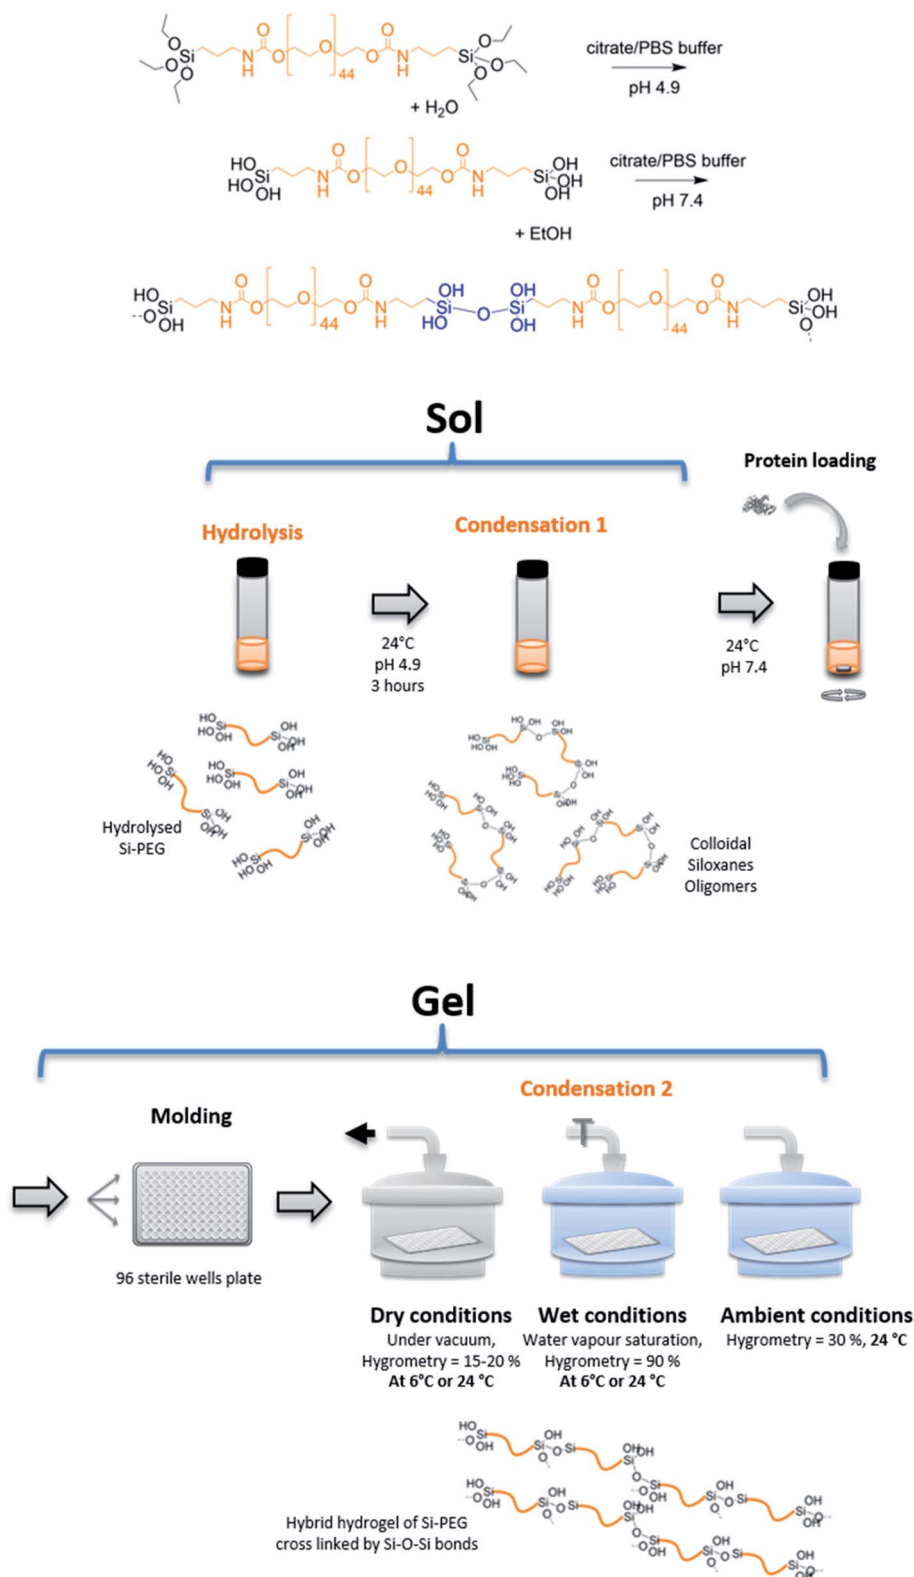 citrate/PBS buffer
pH 4.9
+ H₂O
citrate/PBS buffer
pH 7.4
+ EtOH
Sol
Protein loading
Hydrolysis
Condensation 1
24°C
pH 4.9
3 hours
24°C
pH 7.4
Hydrolysed
Si-PEG
Colloidal
Siloxanes
Oligomers
Gel
Condensation 2
Molding
96 sterile wells plate
Dry conditions
Under vacuum,
Hygrometry = 15-20 %
At 6°C or 24 °C
Wet conditions
Water vapour saturation,
Hygrometry = 90 %
At 6°C or 24 °C
Ambient conditions
Hygrometry = 30 %, 24 °C
Hybrid hydrogel of Si-PEG
cross linked by Si-O-Si bonds